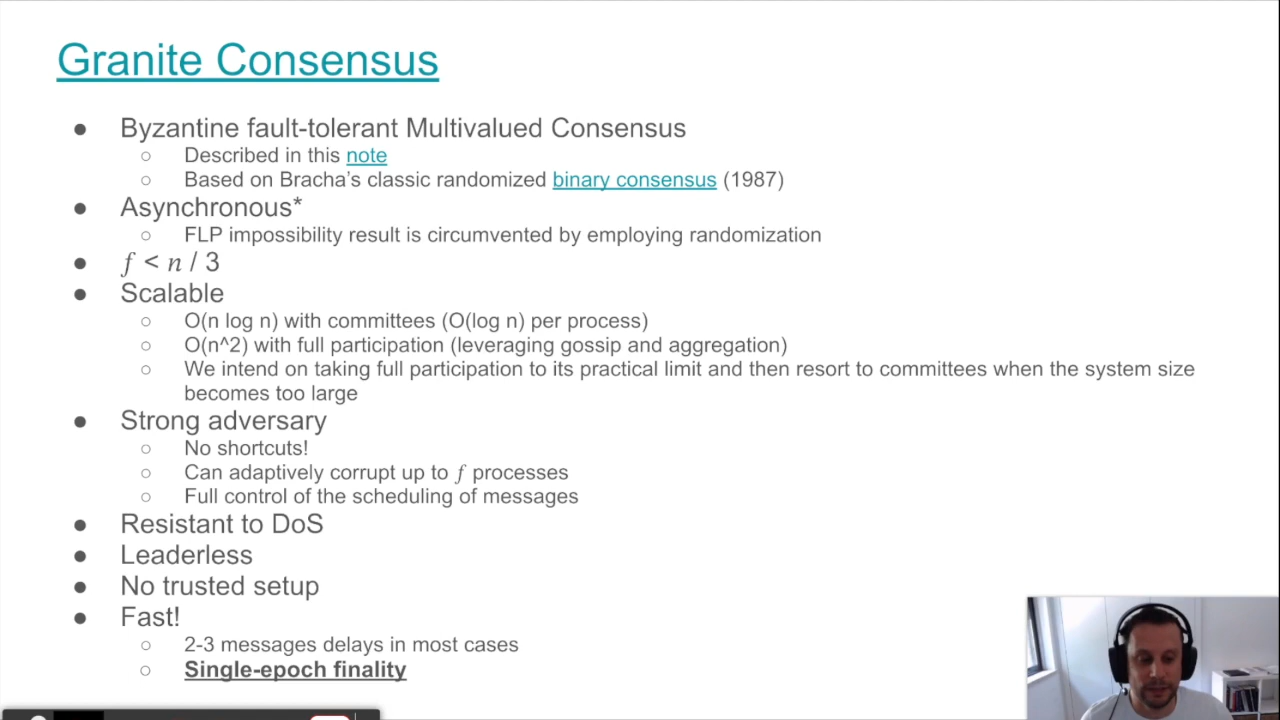 Granite Consensus
● Byzantine fault-tolerant Multivalued Consensus
○ Described in this note
○ Based on Bracha's classic randomized binary consensus (1987)
● Asynchronous*
○ FLP impossibility result is circumvented by employing randomization
● f < n / 3
● Scalable
○ O(n log n) with committees (O(log n) per process)
○ O(n^2) with full participation (leveraging gossip and aggregation)
○ We intend on taking full participation to its practical limit and then resort to committees when the system size
becomes too large
● Strong adversary
○ No shortcuts!
○ Can adaptively corrupt up to f processes
○ Full control of the scheduling of messages
● Resistant to DoS
● Leaderless
● No trusted setup
● Fast!
○ 2-3 messages delays in most cases
○ Single-epoch finality